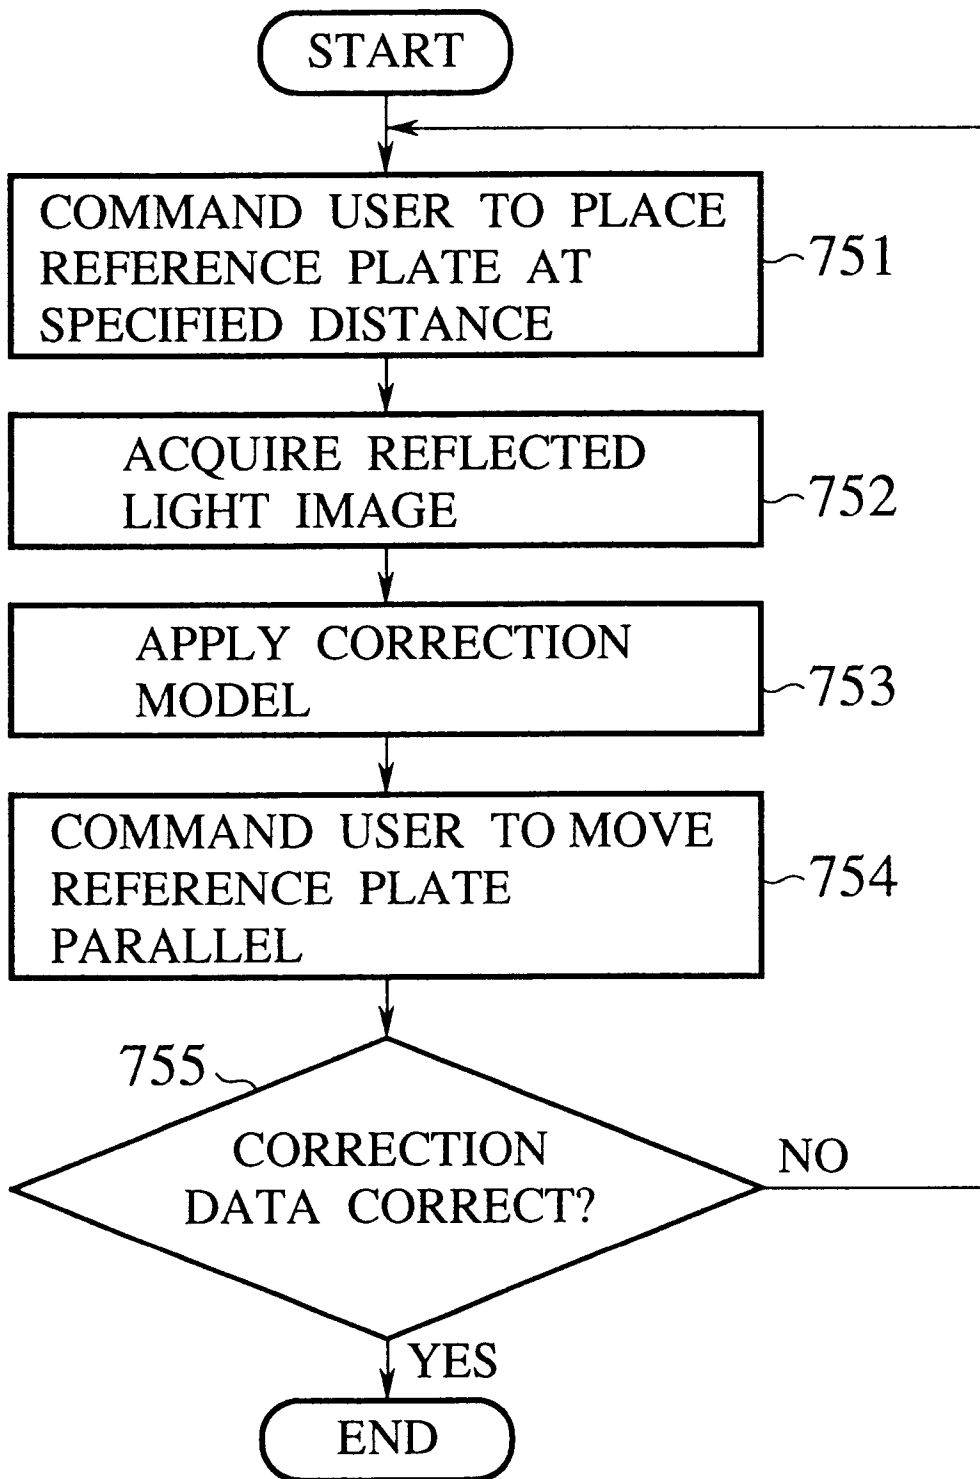 START
COMMAND USER TO PLACE
REFERENCE PLATE AT
SPECIFIED DISTANCE
751
ACQUIRE REFLECTED
LIGHT IMAGE
752
APPLY CORRECTION
MODEL
753
COMMAND USER TO MOVE
REFERENCE PLATE
PARALLEL
754
755
CORRECTION
DATA CORRECT?
NO
YES
END